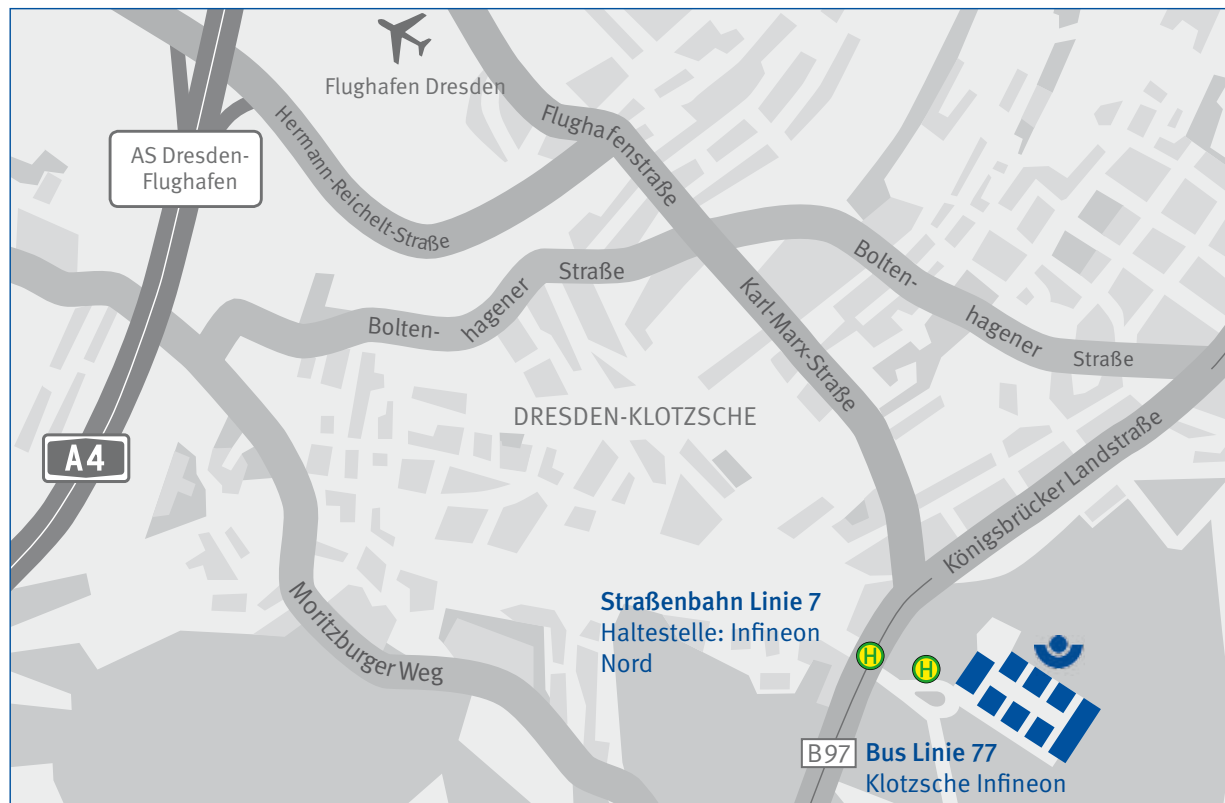 Flughafen Dresden
AS Dresden-
Flughafen
Hermann-Reichelt-Straße
Flughafenstraße
Bolten-
hagener
Straße
Bolten-
hagener
Straße
Karl-Marx-Straße
DRESDEN-KLOTZSCHE
A4
Königsbrücker Landstraße
Moritzburger Weg
Straßenbahn Linie 7
Haltestelle: Infineon
Nord
H
H
B97
Bus Linie 77
Klotzsche Infineon